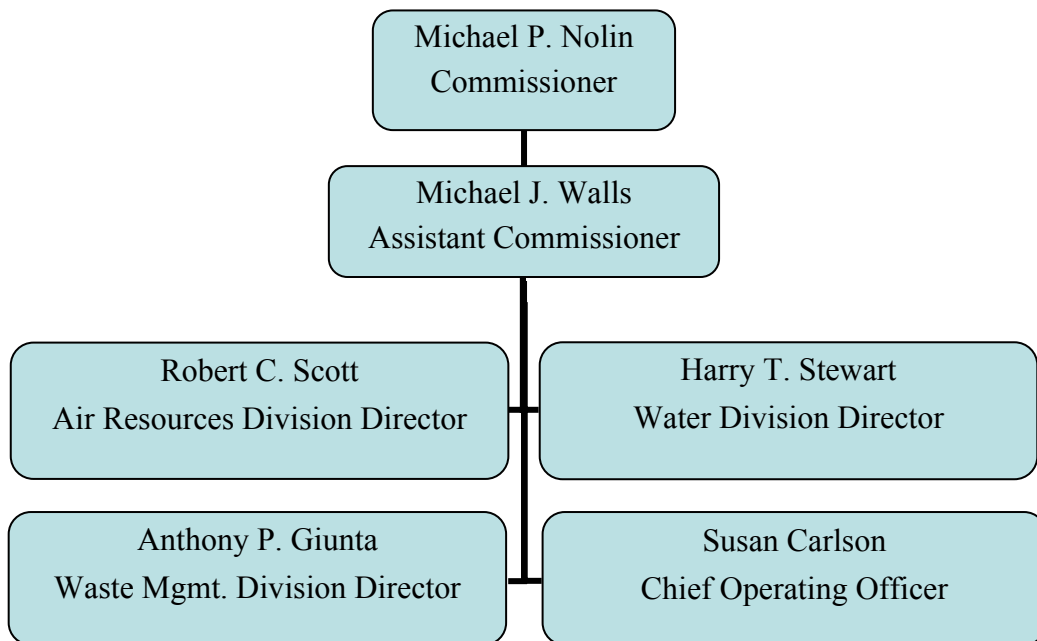 Michael P. Nolin
Commissioner
Michael J. Walls
Assistant Commissioner
Robert C. Scott
Air Resources Division Director
Harry T. Stewart
Water Division Director
Anthony P. Giunta
Waste Mgmt. Division Director
Susan Carlson
Chief Operating Officer